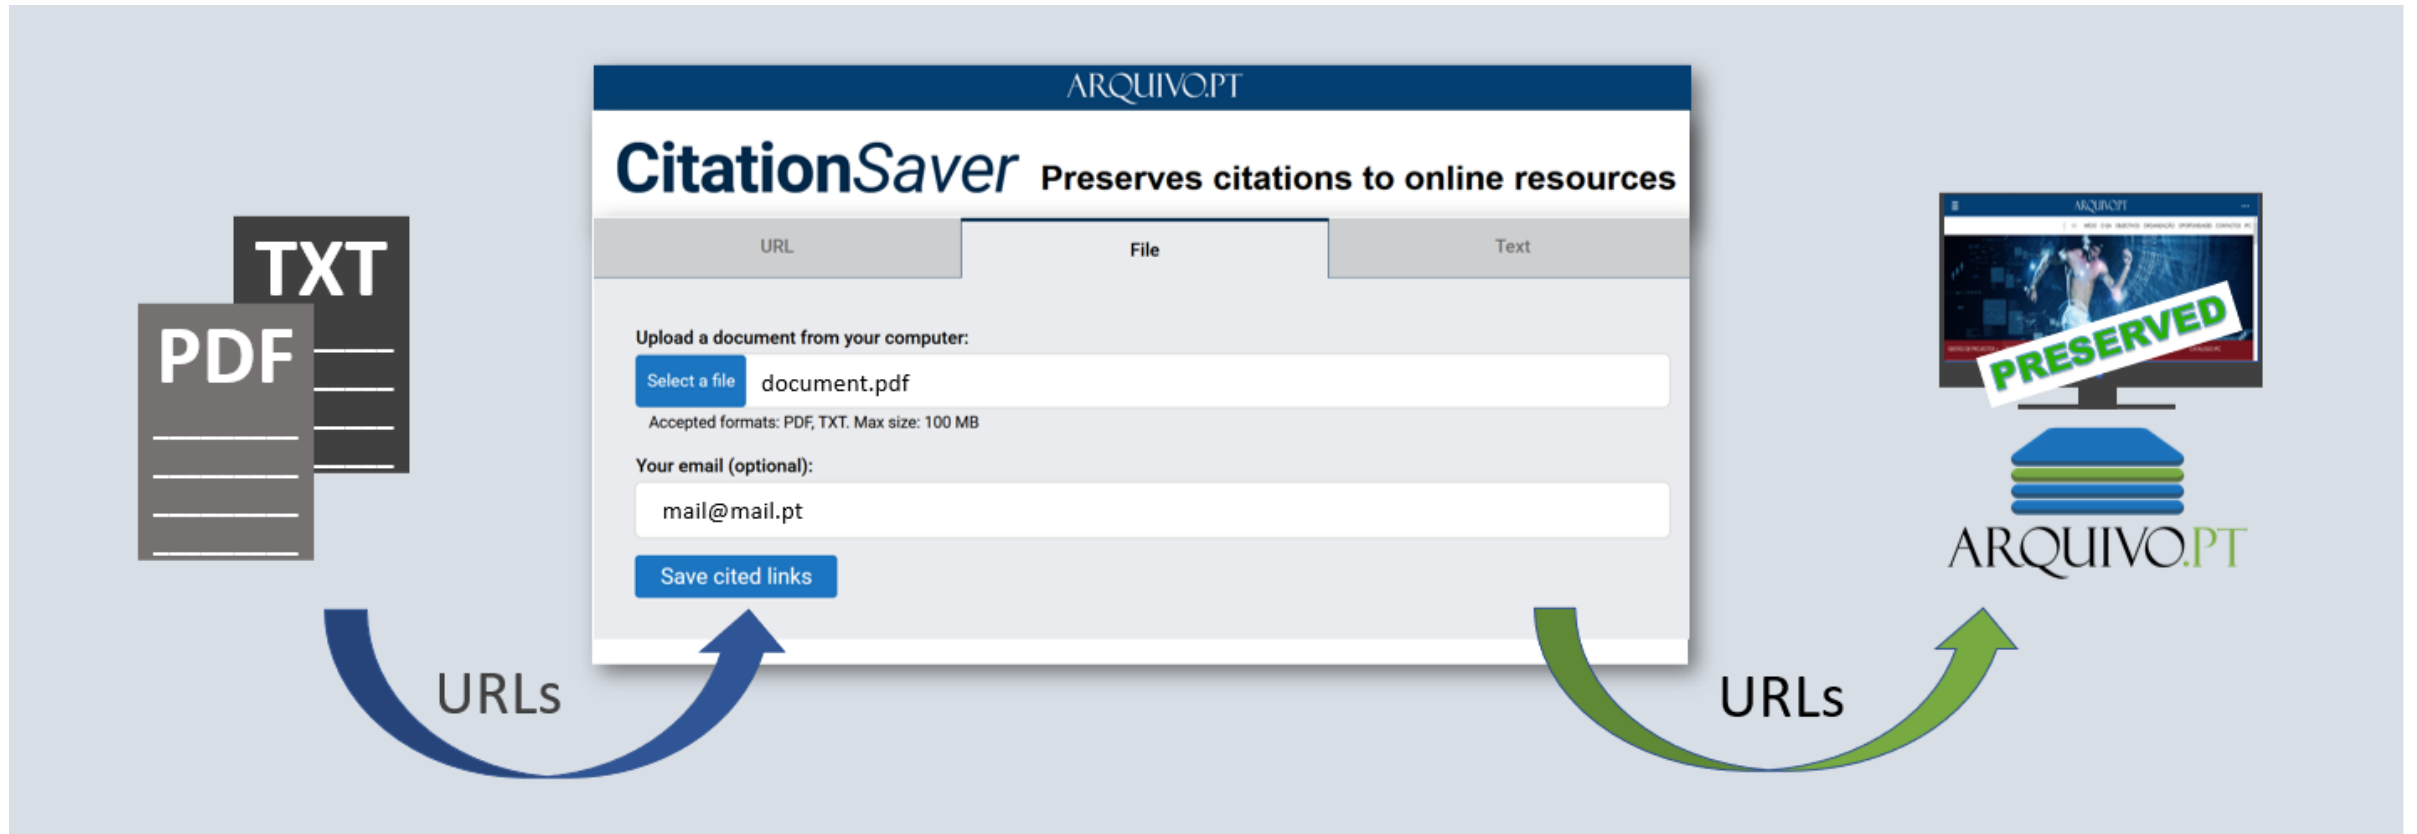 ARQUIVO.PT
CitationSaver Preserves citations to online resources
URL File Text
TXT
PDF
Upload a document from your computer:
Select a file document.pdf
Accepted formats: PDF, TXT. Max size: 100 MB
Your email (optional):
mail@mail.pt
Save cited links
URLs
ARQUIVO.PT
PRESERVED
ARQUIVO.PT
URLs